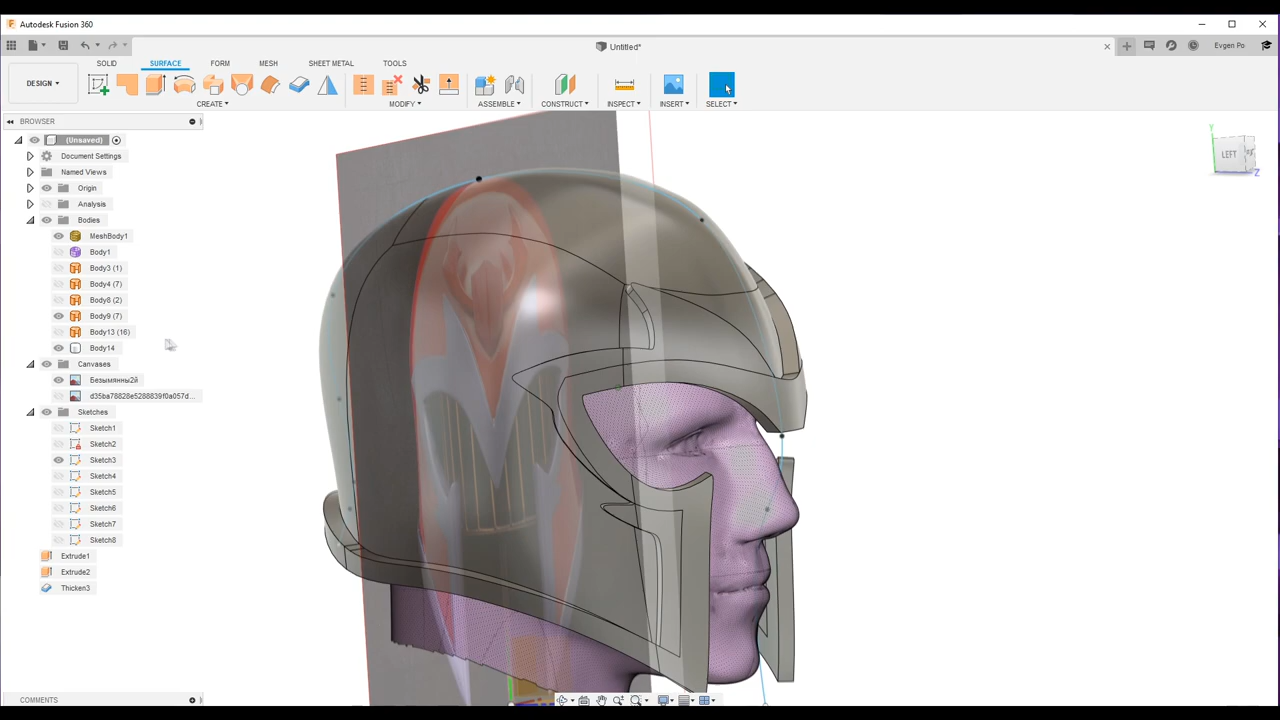 Autodesk Fusion 360
Untitled*
Evgen Po
DESIGN
SOLID SURFACE FORM MESH SHEET METAL TOOLS
CREATE MODIFY ASSEMBLE CONSTRUCT INSPECT INSERT SELECT
BROWSER
(Unsaved)
Document Settings
Named Views
Origin
Analysis
Bodies
MeshBody1
Body1
Body3 (1)
Body4 (7)
Body8 (2)
Body9 (7)
Body13 (16)
Body14
Canvases
Безымянны2й
d35ba78828e5288839f0a057d...
Sketches
Sketch1
Sketch2
Sketch3
Sketch4
Sketch5
Sketch6
Sketch7
Sketch8
Extrude1
Extrude2
Thicken3
Y
LEFT
Z
COMMENTS